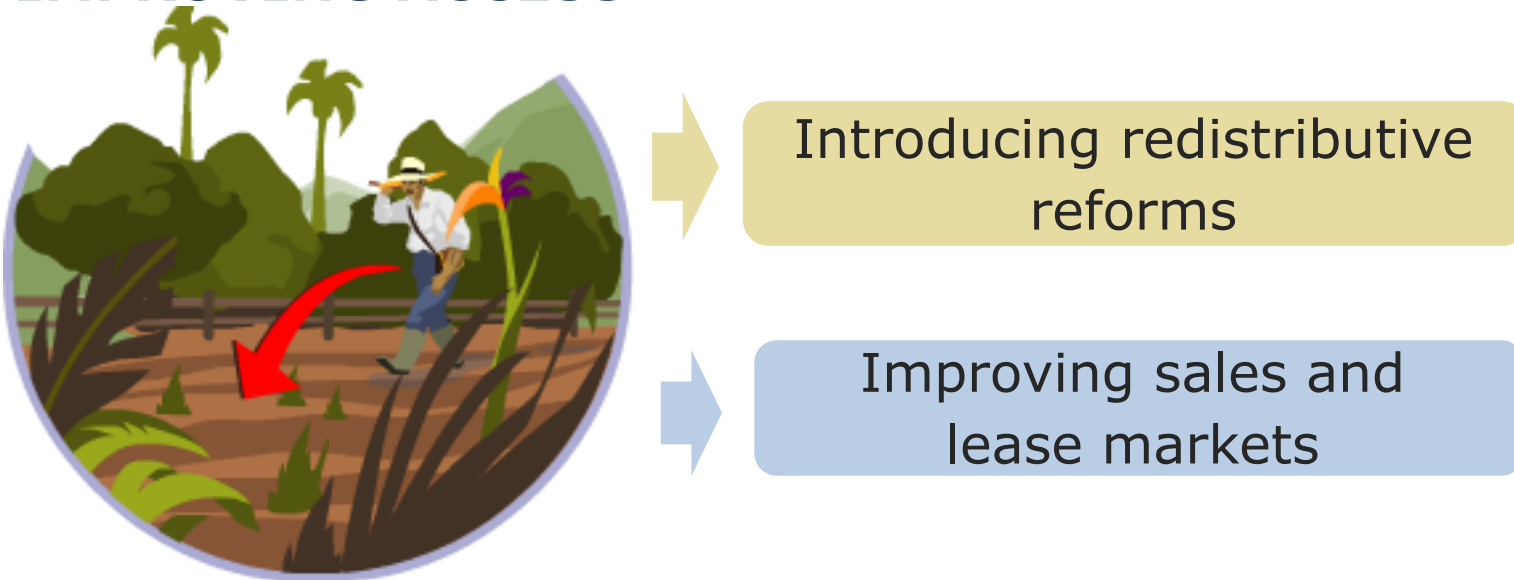 Introducing redistributive
reforms
Improving sales and
lease markets